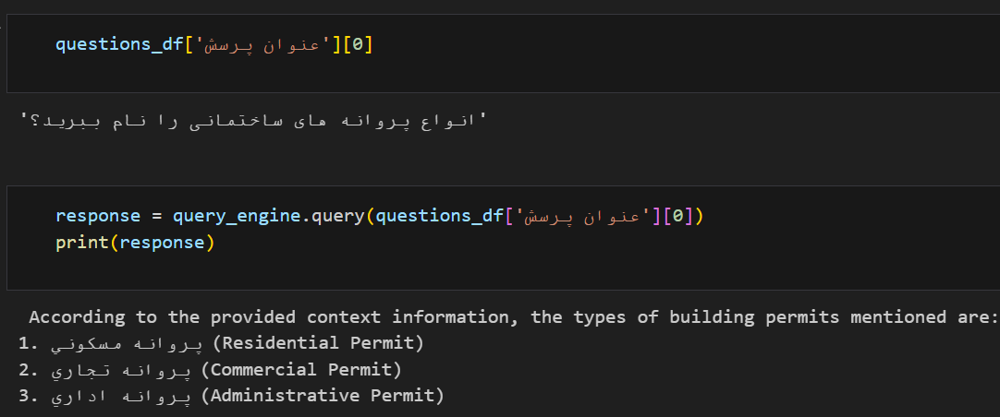 questions_df['عنوان پرسش'][0]
'انواع پروانه های ساختمانی را نام ببرید؟'
response = query_engine.query(questions_df['عنوان پرسش'][0])
print(response)
According to the provided context information, the types of building permits mentioned are:
1. پروانه مسكوني (Residential Permit)
2. پروانه تجاري (Commercial Permit)
3. پروانه اداري (Administrative Permit)